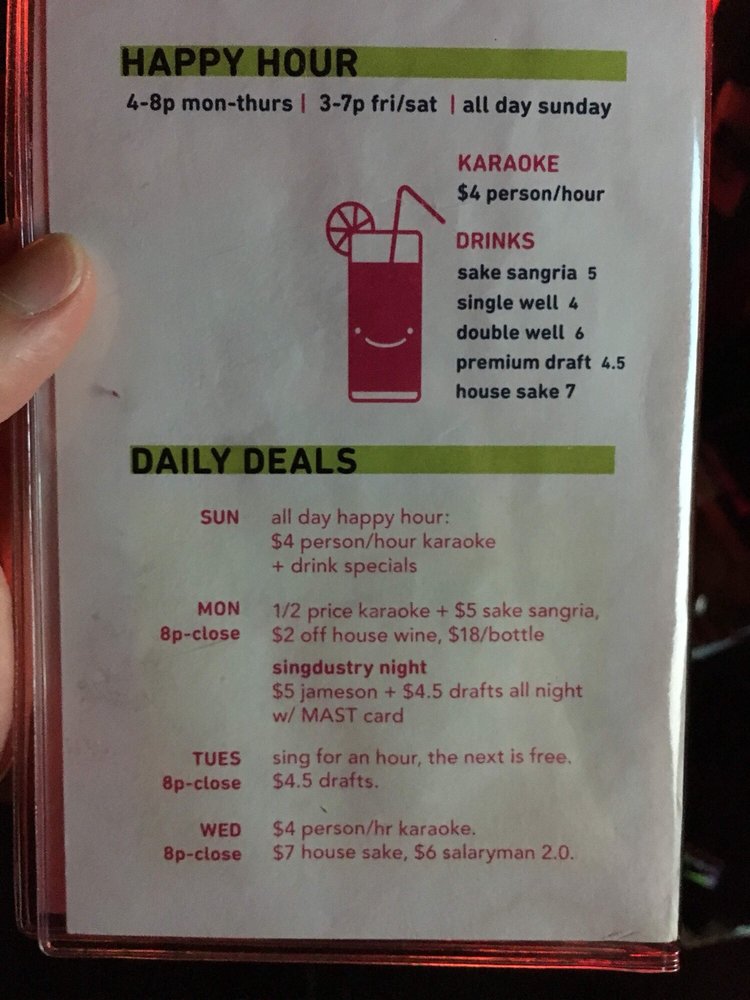 HAPPY HOUR
4-8p mon-thurs | 3-7p fri/sat | all day sunday
KARAOKE
$4 person/hour
DRINKS
sake sangria 5
single well 4
double well 6
premium draft 4.5
house sake 7
DAILY DEALS
SUN all day happy hour:
$4 person/hour karaoke
+ drink specials
MON 1/2 price karaoke + $5 sake sangria,
8p-close $2 off house wine, $18/bottle
singdustry night
$5 jameson + $4.5 drafts all night
w/ MAST card
TUES sing for an hour, the next is free.
8p-close $4.5 drafts.
WED $4 person/hr karaoke.
8p-close $7 house sake, $6 salaryman 2.0.